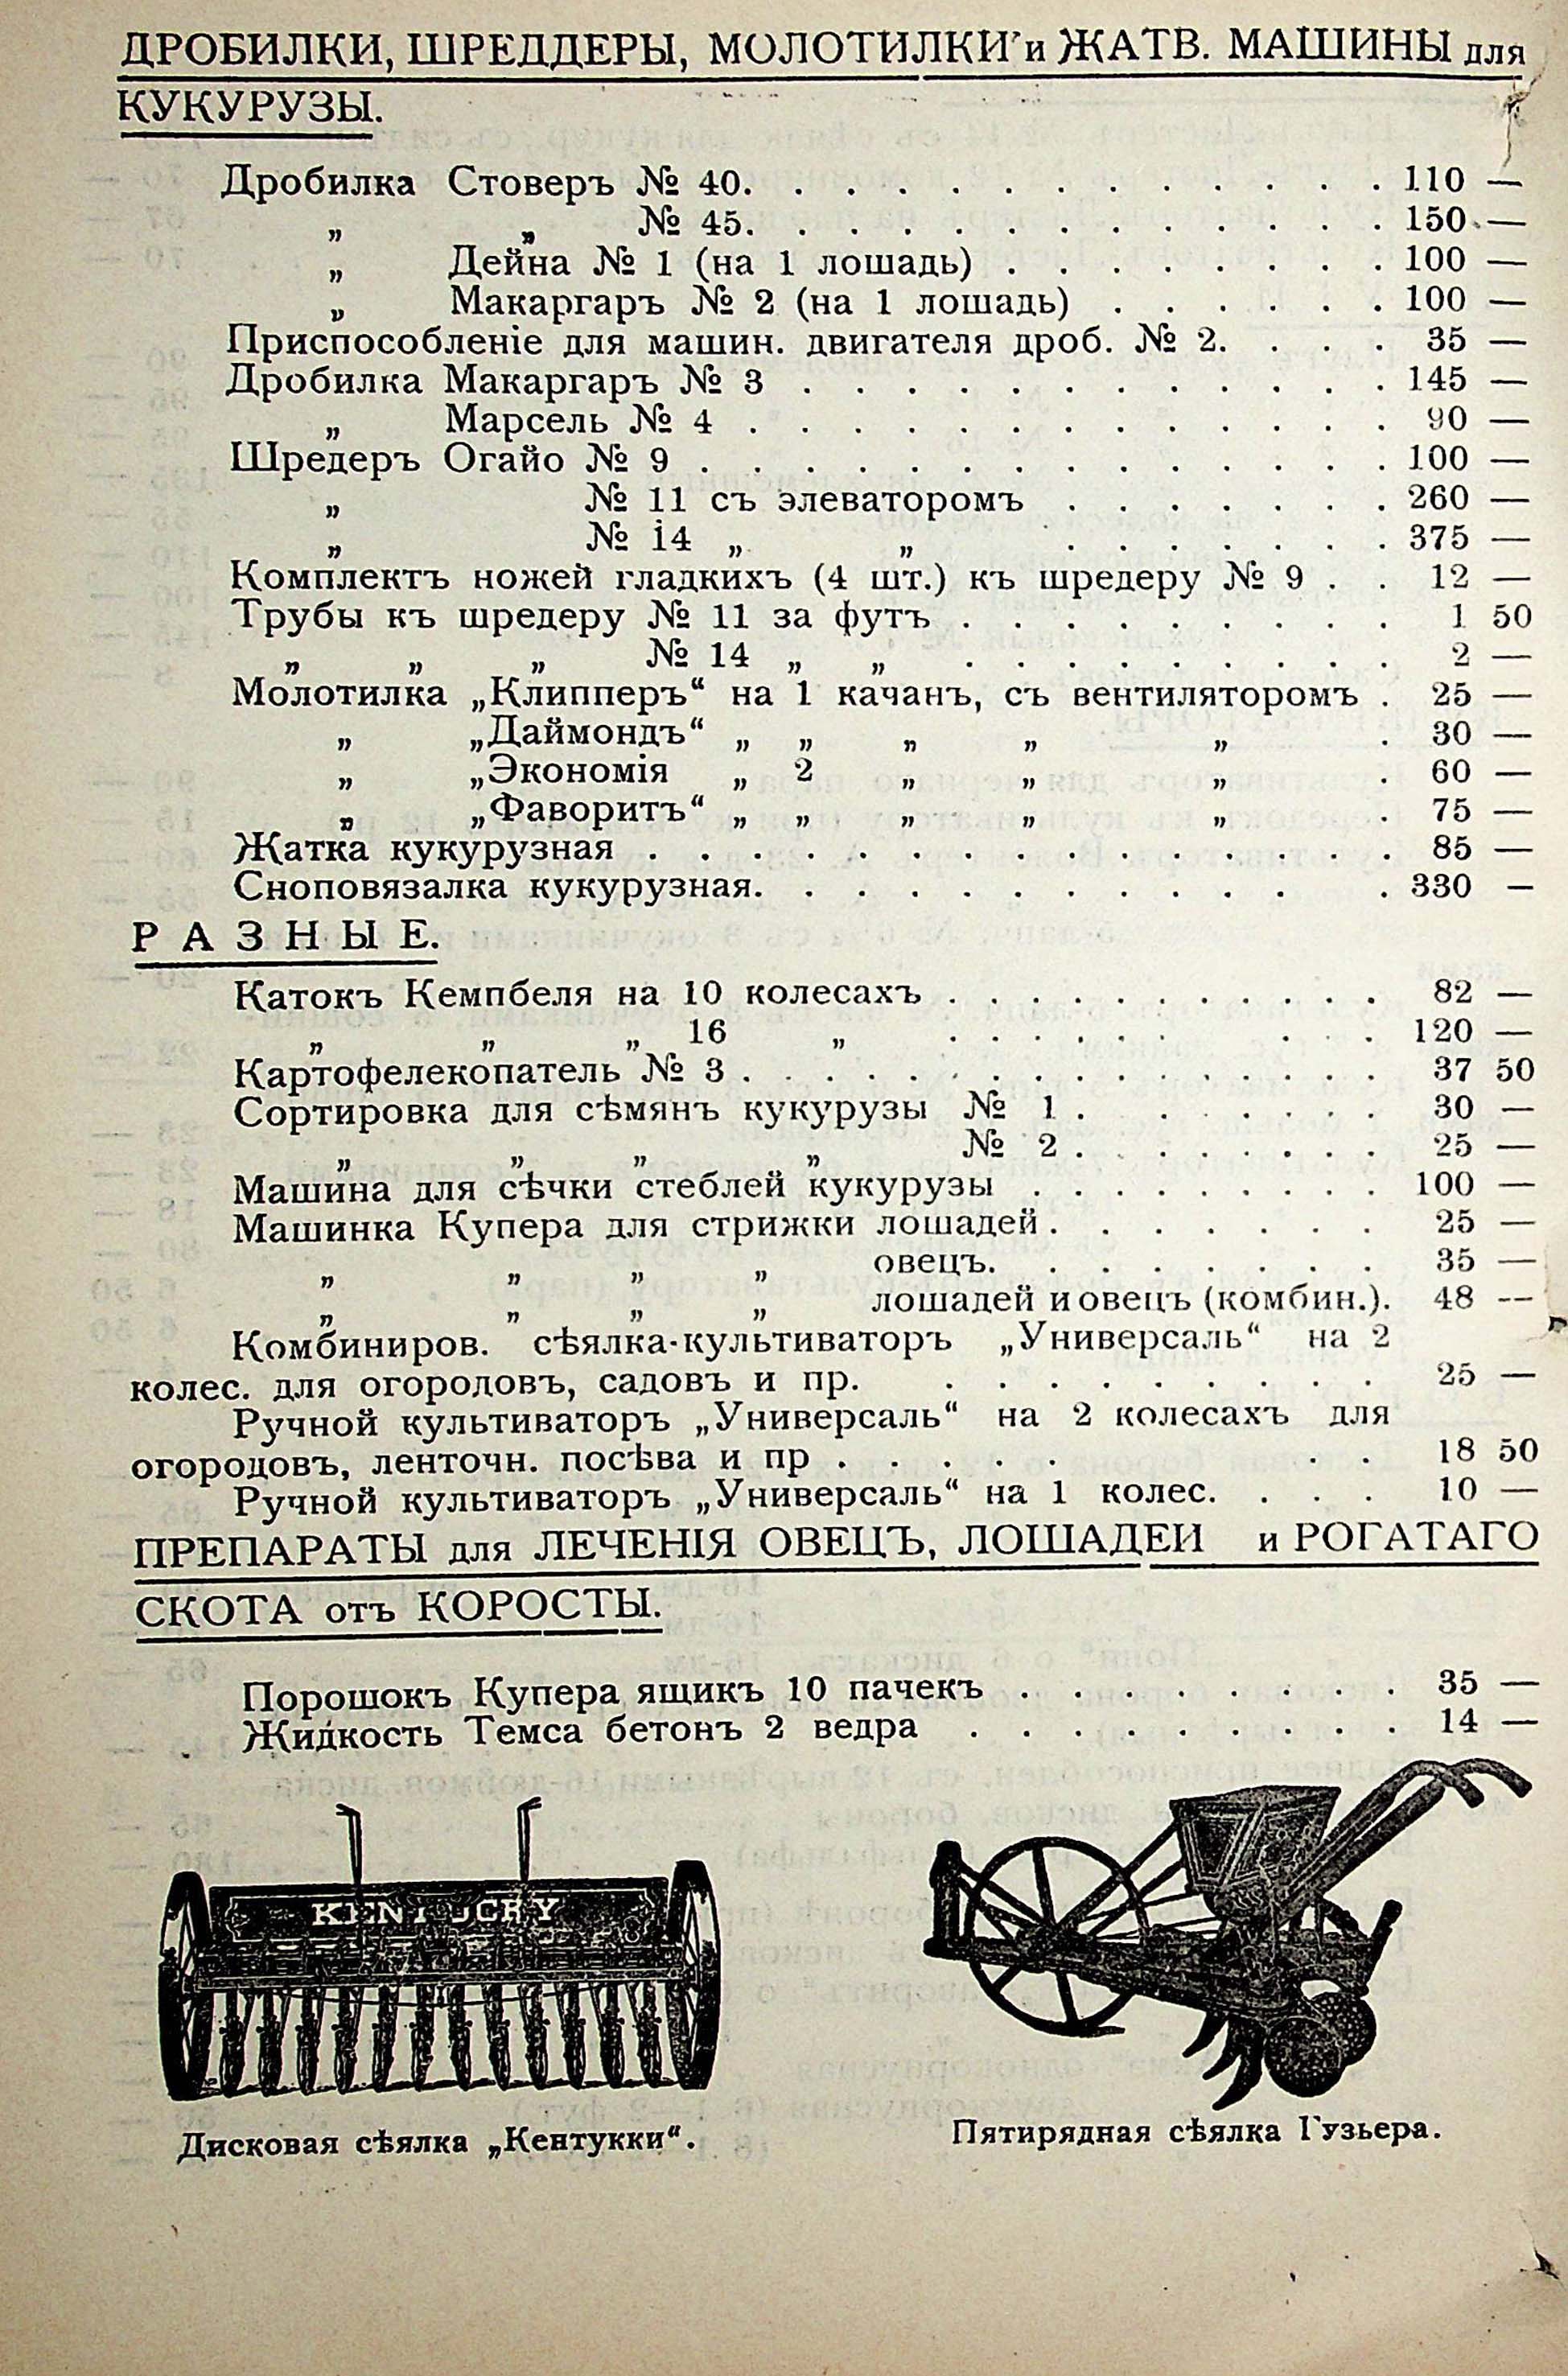 ДРОБИЛКИ, ШРЕДДЕРЫ, МОЛОТИЛКИ и ЖАТВ. МАШИНЫ для
КУКУРУЗЫ.
Дробилка Стоверъ № 40. . . . . . . . . . . . . 110 —
„ „ № 45. . . . . . . . . . . . . 150 —
„ Дейна № 1 (на 1 лошадь) . . . . . . . . 100 —
„ Макаргаръ № 2 (на 1 лошадь) . . . . . . 100 —
Приспособленіе для машин. двигателя дроб. № 2. . . . 35 —
Дробилка Макаргаръ № 3 . . . . . . . . . . . . 145 —
„ Марсель № 4 . . . . . . . . . . . . . 90 —
Шредеръ Огайо № 9 . . . . . . . . . . . . . . 100 —
„ № 11 съ элеваторомъ . . . . . . . 260 —
„ № 14 „ „ . . . . . . . 375 —
Комплектъ ножей гладкихъ (4 шт.) къ шредеру № 9 . . 12 —
Трубы къ шредеру № 11 за футъ . . . . . . . . . 1 50
„ „ „ № 14 „ „ . . . . . . . . . 2 —
Молотилка „Клипперъ“ на 1 качанъ, съ вентиляторомъ . 25 —
„ „Даймондъ“ „ „ „ „ „ . 30 —
„ „Экономія „ 2 „ „ „ . 60 —
„ „Фаворитъ“ „ „ „ „ „ . 75 —
Жатка кукурузная . . . . . . . . . . . . . . . 85 —
Сноповязалка кукурузная. . . . . . . . . . . . . 330 —
РАЗНЫЕ.
Катокъ Кемпбеля на 10 колесахъ . . . . . . . . . 82 —
„ „ „ 16 „ . . . . . . . . 120 —
Картофелекопатель № 3 . . . . . . . . . . . . . 37 50
Сортировка для сѣмянъ кукурузы № 1 . . . . . . . 30 —
„ „ „ „ № 2 . . . . . . . 25 —
Машина для сѣчки стеблей кукурузы . . . . . . . . 100 —
Машинка Купера для стрижки лошадей . . . . . . . 25 —
„ „ „ „ овецъ. . . . . . . . 35 —
„ „ „ „ лошадей и овецъ (комбин.). 48 —
Комбиниров. сѣялка-культиваторъ „Универсаль“ на 2
колес. для огородовъ, садовъ и пр. . . . . . . . . . 25 —
Ручной культиваторъ „Универсаль“ на 2 колесахъ для
огородовъ, ленточн. посѣва и пр . . . . . . . 18 50
Ручной культиваторъ „Универсаль“ на 1 колес. . . . 10 —
ПРЕПАРАТЫ для ЛЕЧЕНІЯ ОВЕЦЪ, ЛОШАДЕИ и РОГАТАГО
СКОТА отъ КОРОСТЫ.
Порошокъ Купера ящикъ 10 пачекъ . . . . . . . . 35 —
Жидкость Темса бетонъ 2 ведра . . . . . . . . . 14 —
KENTUCKY
Дисковая сѣялка „Кентукки“.
Пятирядная сѣялка Гузьера.